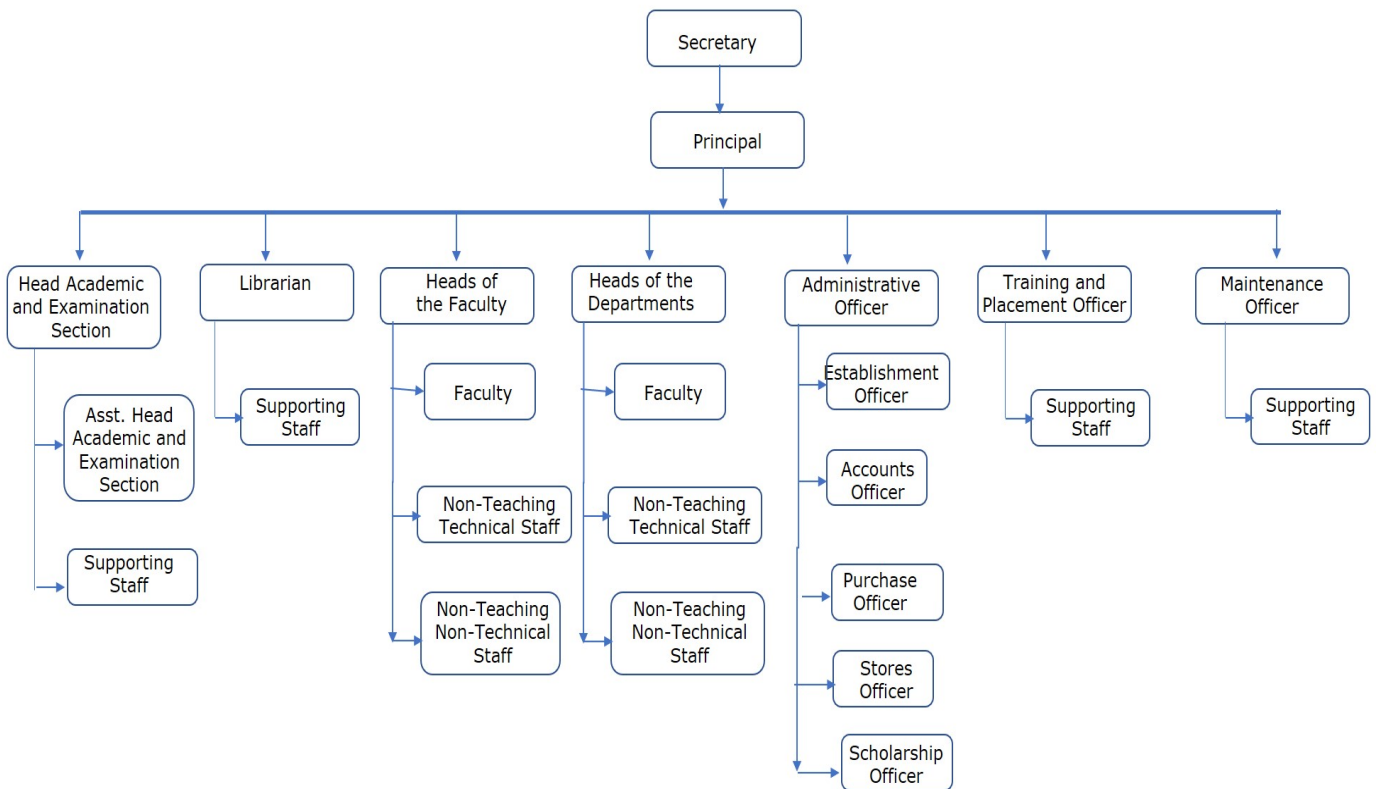 Secretary
Principal
Head Academic
and Examination
Section
Librarian
Heads of
the Faculty
Heads of the
Departments
Administrative
Officer
Training and
Placement Officer
Maintenance
Officer
Asst. Head
Academic and
Examination
Section
Supporting
Staff
Supporting
Staff
Faculty
Non-Teaching
Technical Staff
Non-Teaching
Non-Technical
Staff
Faculty
Non-Teaching
Technical Staff
Non-Teaching
Non-Technical
Staff
Establishment
Officer
Accounts
Officer
Purchase
Officer
Stores
Officer
Scholarship
Officer
Supporting
Staff
Supporting
Staff